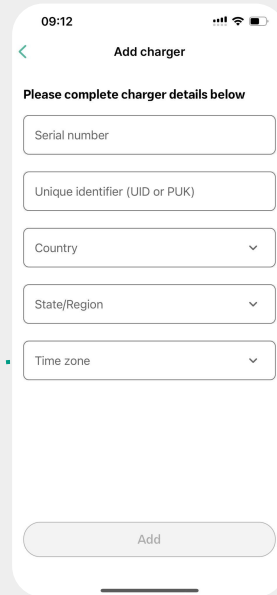 09:12
Add charger
Please complete charger details below
Serial number
Unique identifier (UID or PUK)
Country
State/Region
Time zone
Add